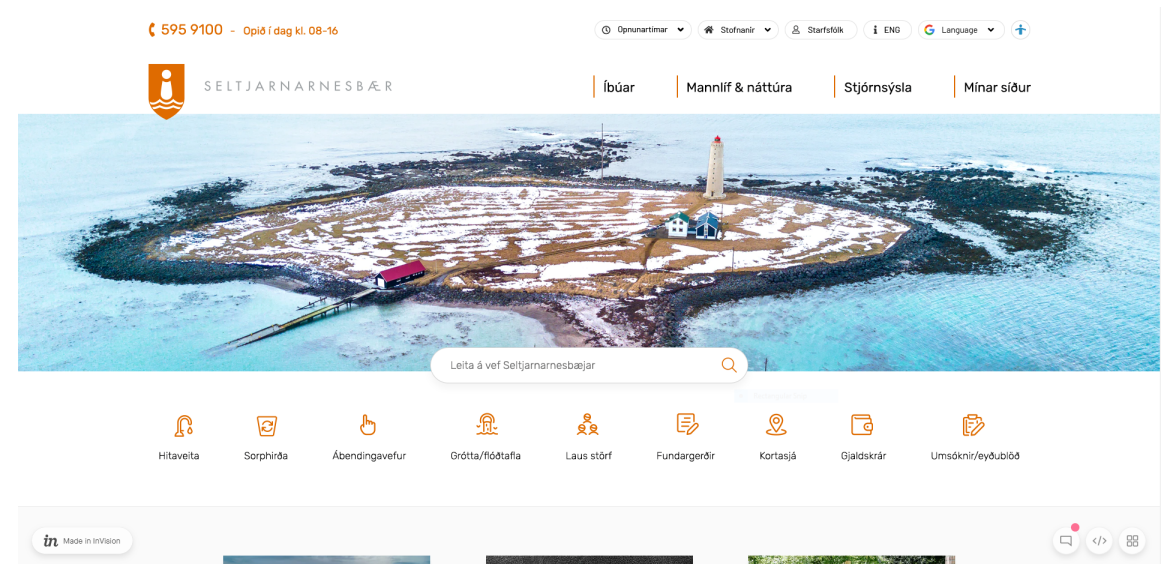 595 9100 - Opið í dag kl. 08-16
Opnunartímar
Stofnanir
Starfsfólk
ENG
Language
SELTJARNARNESBÆR
Íbúar
Mannlíf & náttúra
Stjórnsýsla
Mínar síður
Leita á vef Seltjarnarnesbæjar
Hitaveita
Sorphirða
Ábendingavefur
Grótta/flóðtafla
Laus störf
Fundargerðir
Kortasjá
Gjaldskrár
Umsóknir/eyðublöð
in Made in InVision